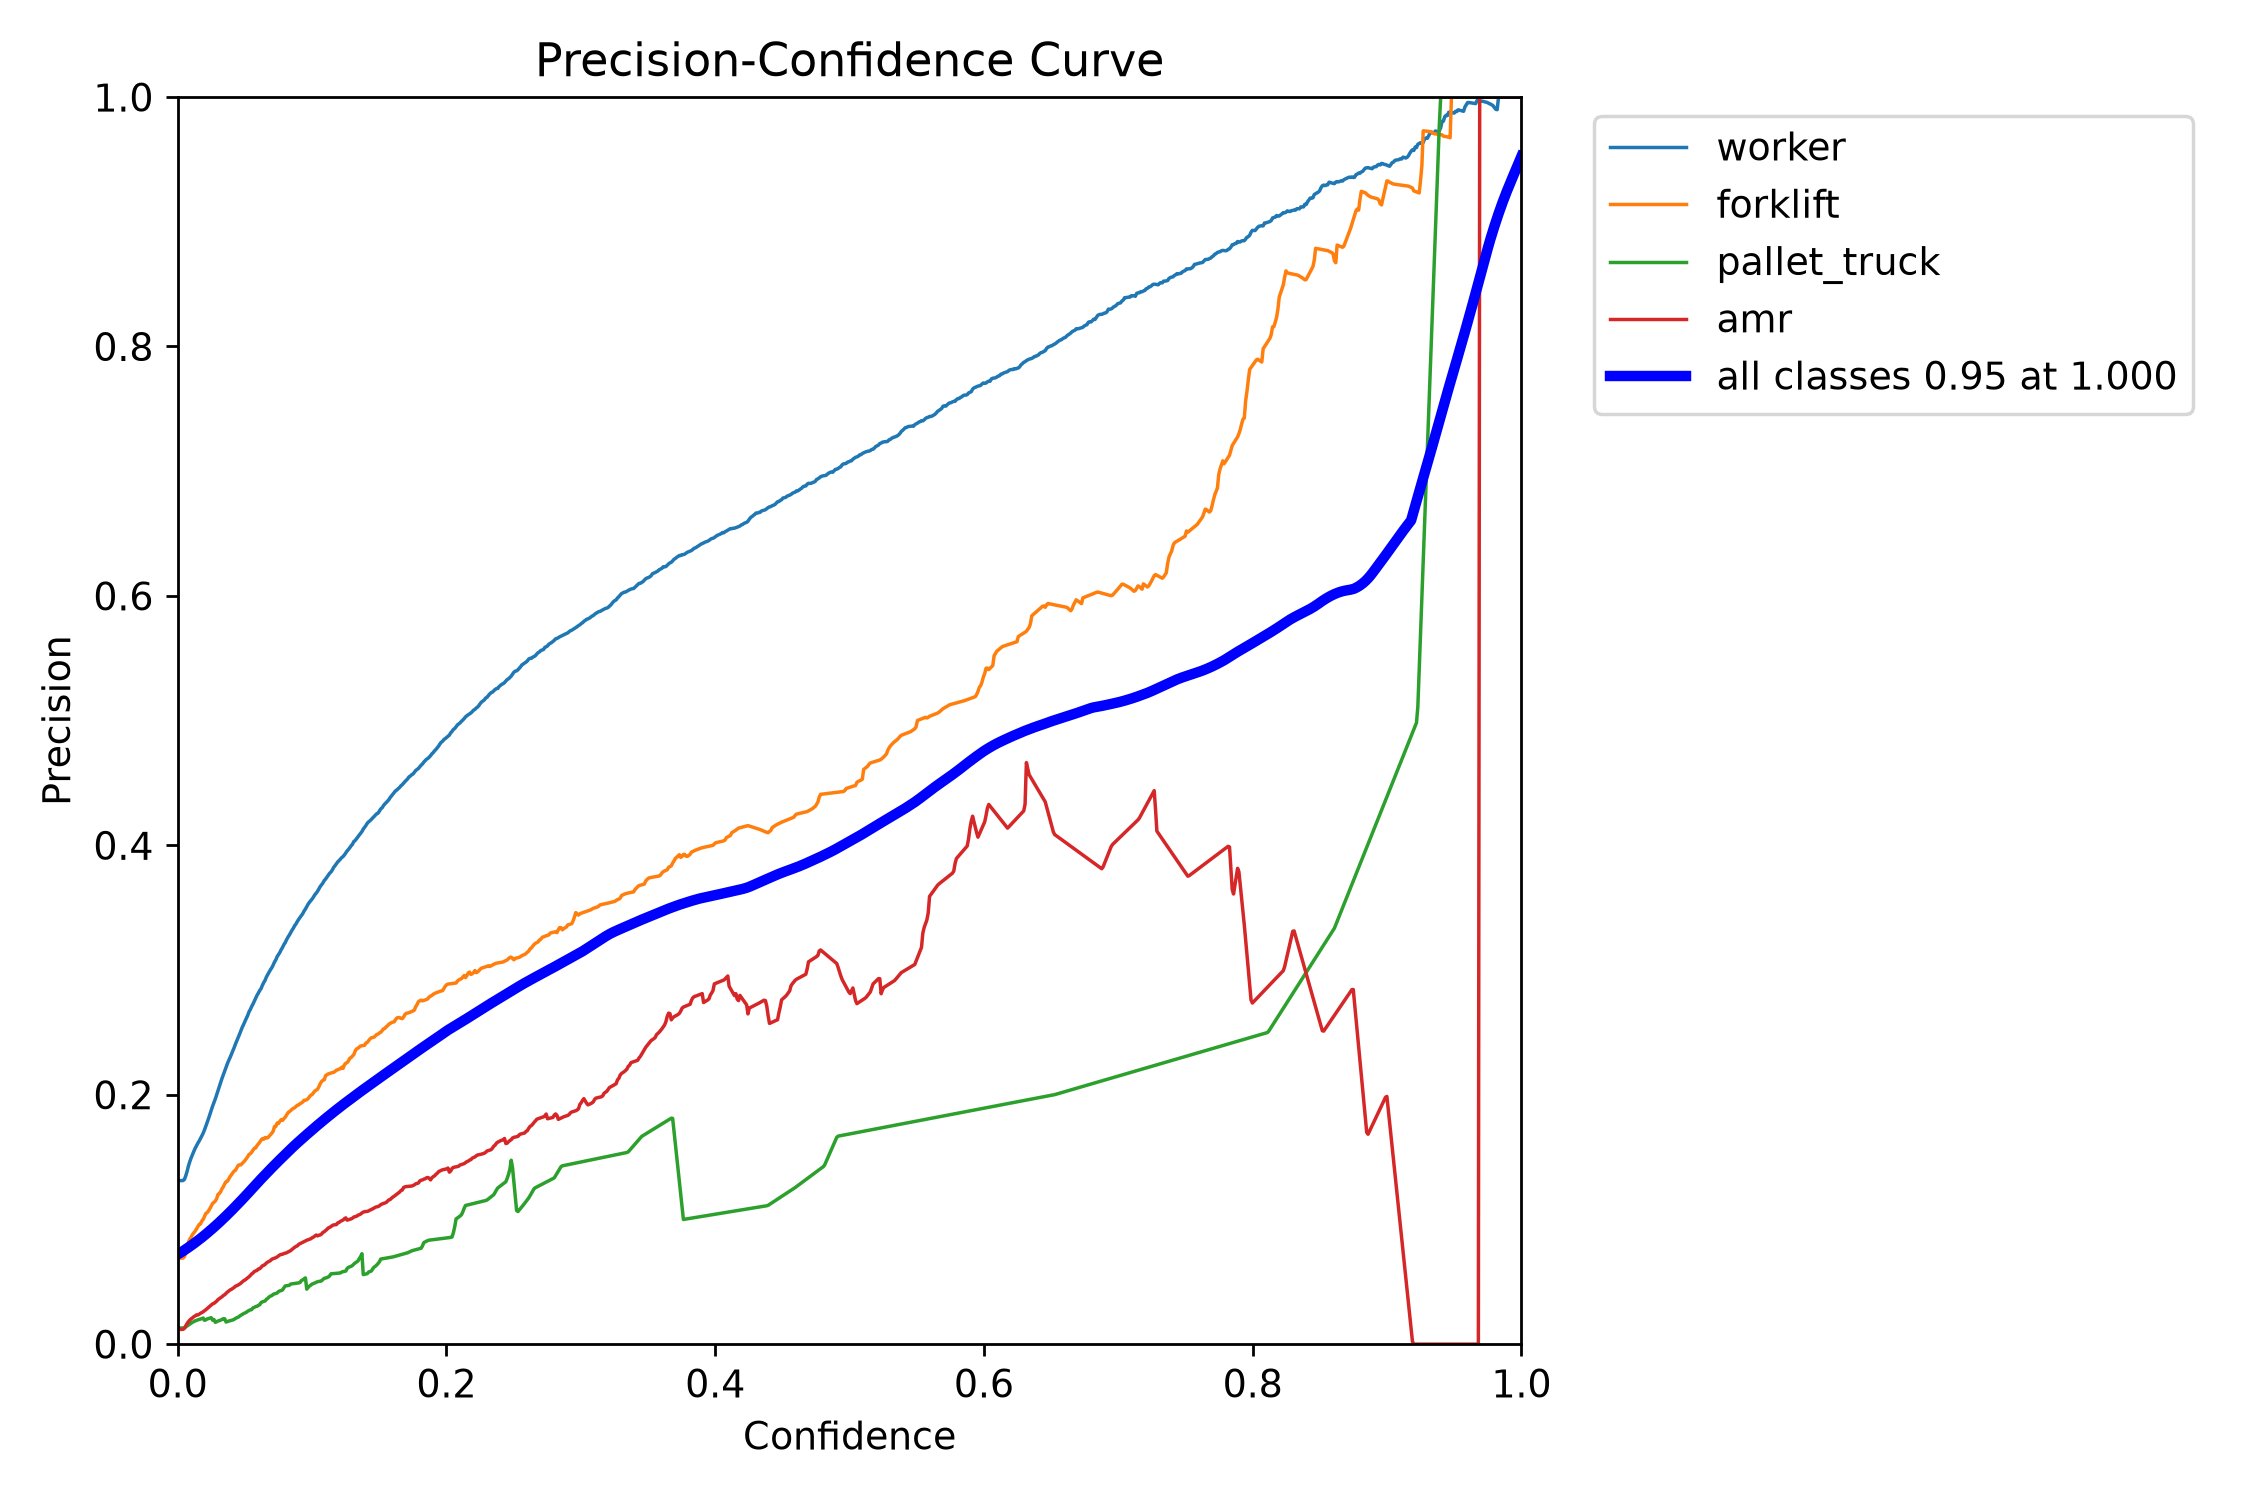 Precision-Confidence Curve
1.0
0.8
0.6
0.4
0.2
0.0
Precision
0.0 0.2 0.4 0.6 0.8 1.0
Confidence
worker
forklift
pallet_truck
amr
all classes 0.95 at 1.000